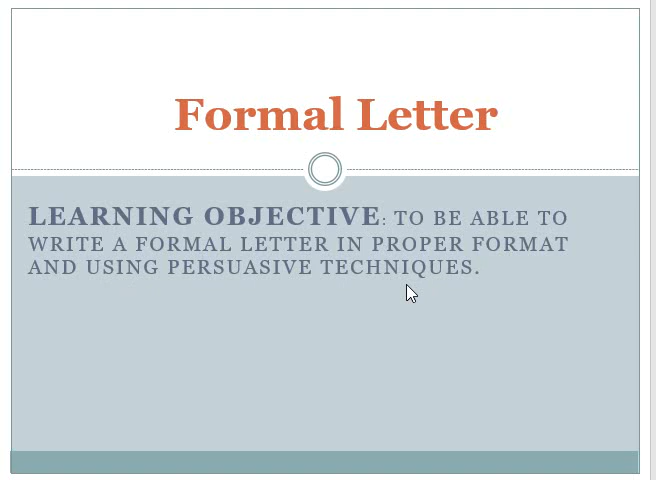 Formal Letter
LEARNING OBJECTIVE: TO BE ABLE TO
WRITE A FORMAL LETTER IN PROPER FORMAT
AND USING PERSUASIVE TECHNIQUES.